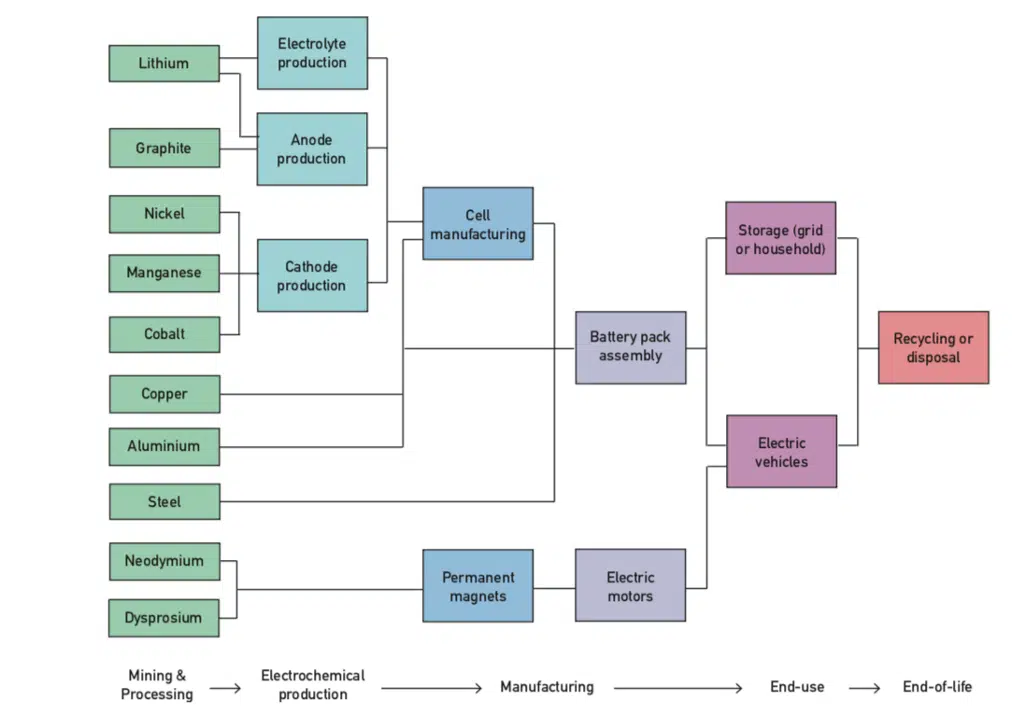 Lithium
Electrolyte
production
Graphite
Anode
production
Nickel
Manganese
Cobalt
Cathode
production
Cell
manufacturing
Copper
Aluminium
Steel
Battery pack
assembly
Storage (grid
or household)
Electric
vehicles
Recycling or
disposal
Neodymium
Dysprosium
Permanent
magnets
Electric
motors
Mining &
Processing
Electrochemical
production
Manufacturing
End-use
End-of-life